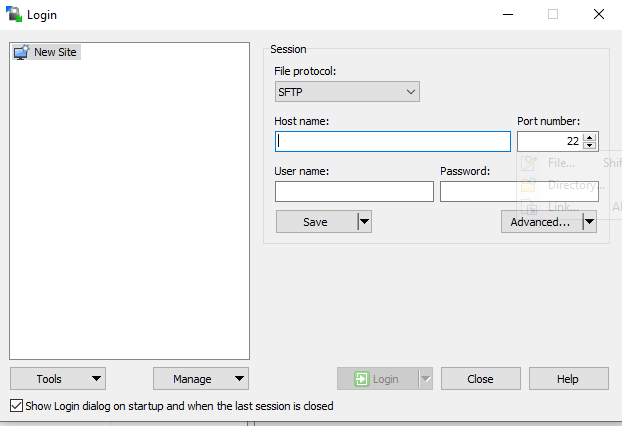 Login
New Site
Session
File protocol:
SFTP
Host name:
Port number:
22
File... Shif
Directory...
User name:
Password:
Link... Al
Save
Advanced...
Tools
Manage
Login
Close
Help
Show Login dialog on startup and when the last session is closed